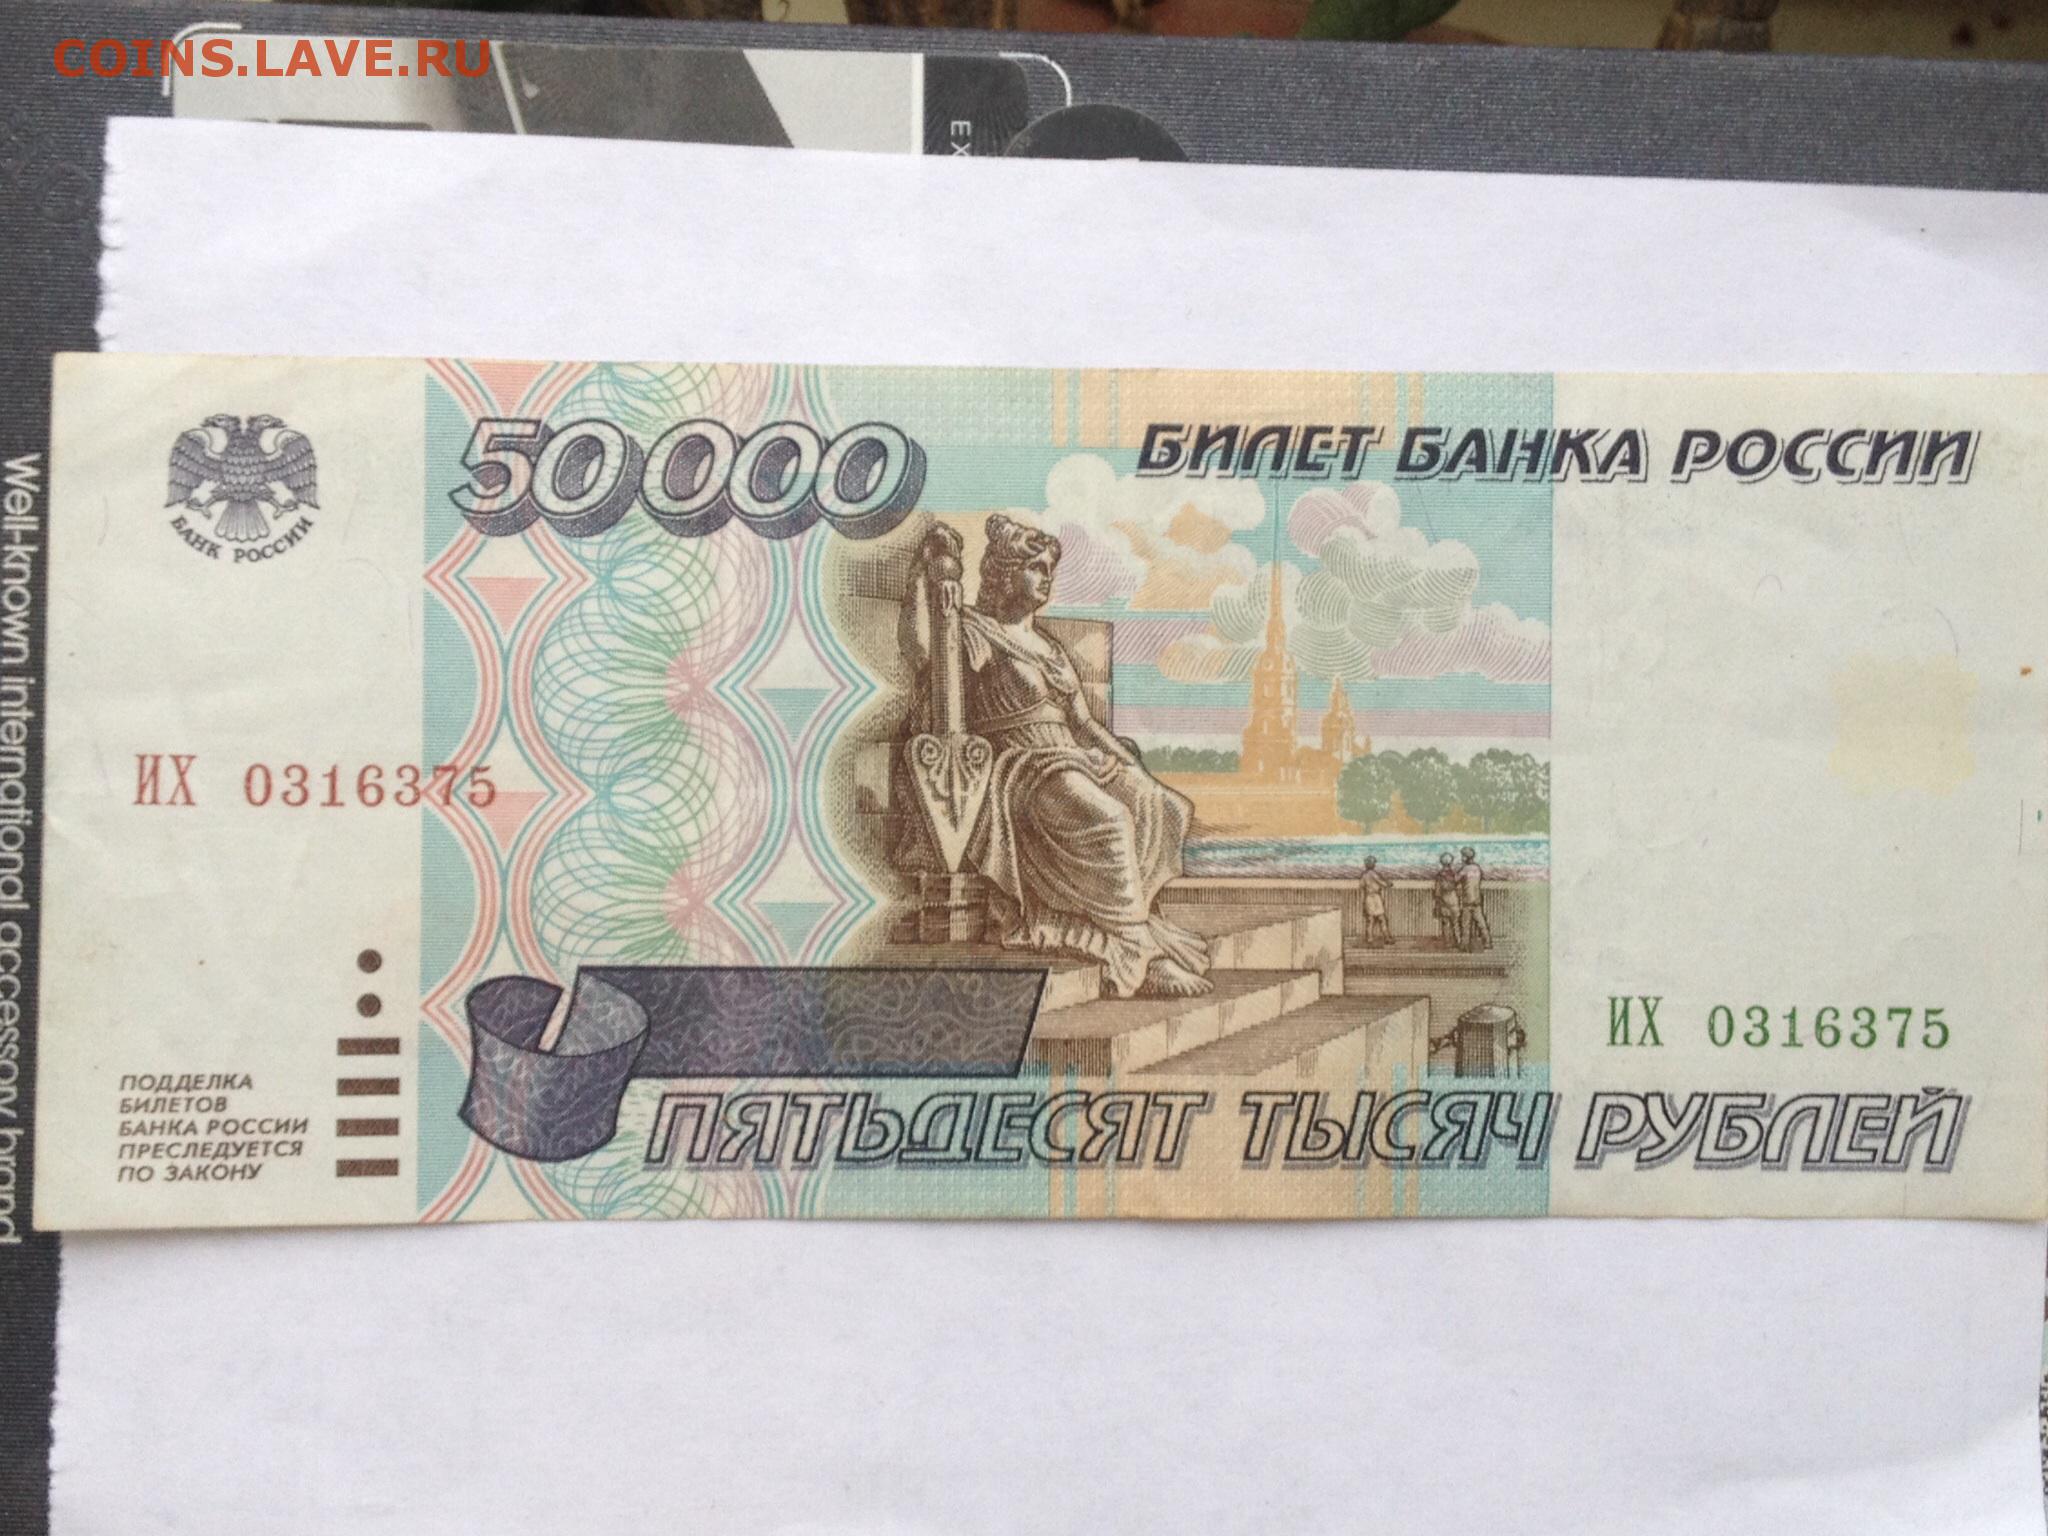 COINS.LAVE.RU
EX
Well-known international accessory brand
50000
БИЛЕТ БАНКА РОССИИ
БАНК РОССИИ
ИХ 0316375
ИХ 0316375
ПОДДЕЛКА
БИЛЕТОВ
БАНКА РОССИИ
ПРЕСЛЕДУЕТСЯ
ПО ЗАКОНУ
ПЯТЬДЕСЯТ ТЫСЯЧ РУБЛЕЙ